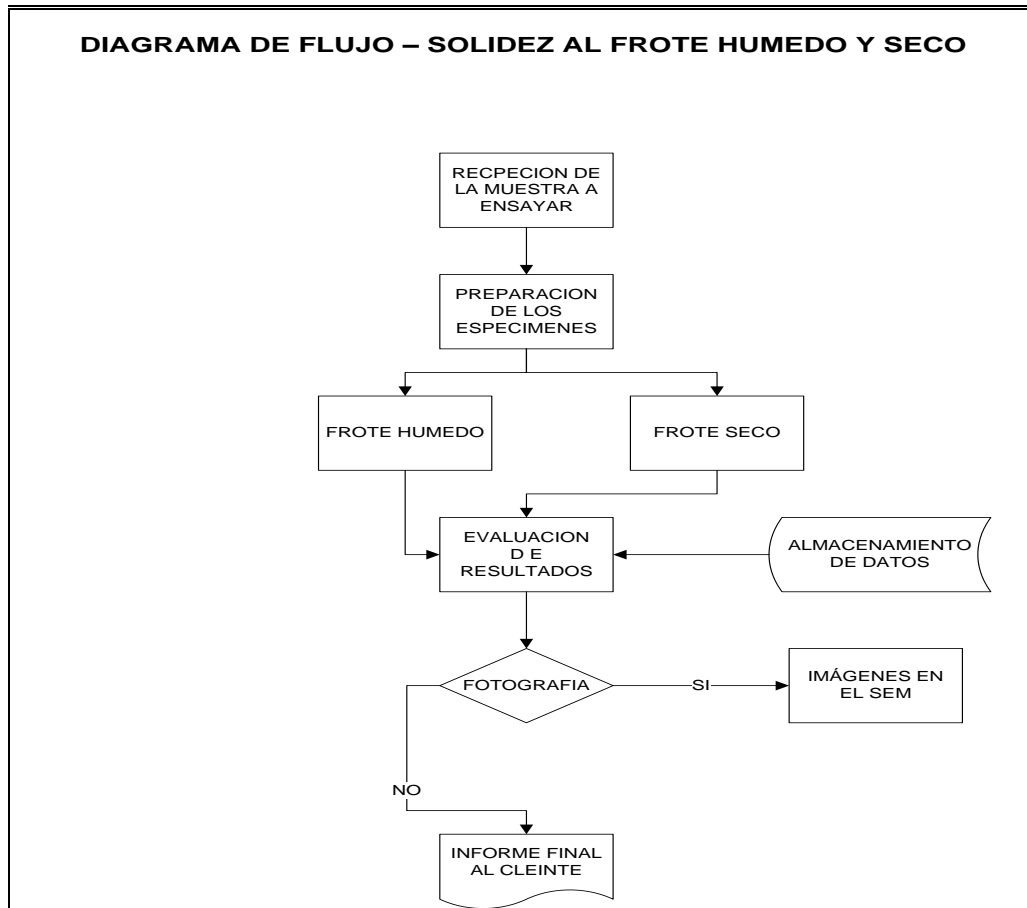 DIAGRAMA DE FLUJO – SOLIDEZ AL FROTE HUMEDO Y SECO
RECPECION DE
LA MUESTRA A
ENSAYAR
PREPARACION
DE LOS
ESPECIMENES
FROTE HUMEDO
FROTE SECO
EVALUACION
D E
RESULTADOS
ALMACENAMIENTO
DE DATOS
FOTOGRAFIA
SI
IMÁGENES EN
EL SEM
NO
INFORME FINAL
AL CLEINTE